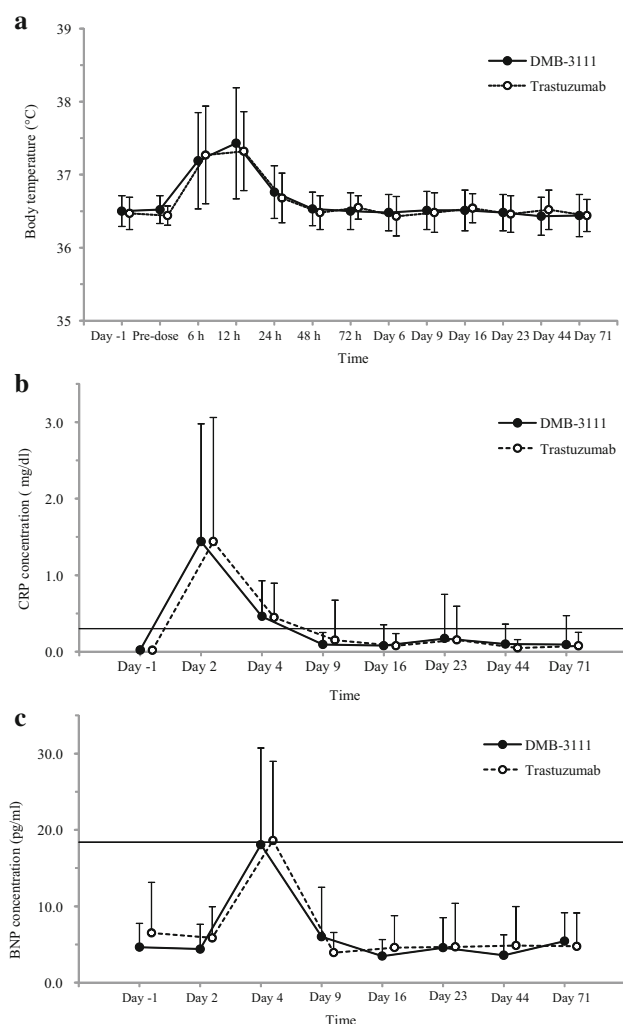 a
39
38
37
36
35
Body temperature (°C)
DMB-3111
Trastuzumab
Day -1 Pre-dose 6 h 12 h 24 h 48 h 72 h Day 6 Day 9 Day 16 Day 23 Day 44 Day 71
Time
b
3.0
2.0
1.0
0.0
CRP concentration ( mg/dl)
DMB-3111
Trastuzumab
Day -1 Day 2 Day 4 Day 9 Day 16 Day 23 Day 44 Day 71
Time
c
30.0
20.0
10.0
0.0
BNP concentration (pg/ml)
DMB-3111
Trastuzumab
Day -1 Day 2 Day 4 Day 9 Day 16 Day 23 Day 44 Day 71
Time